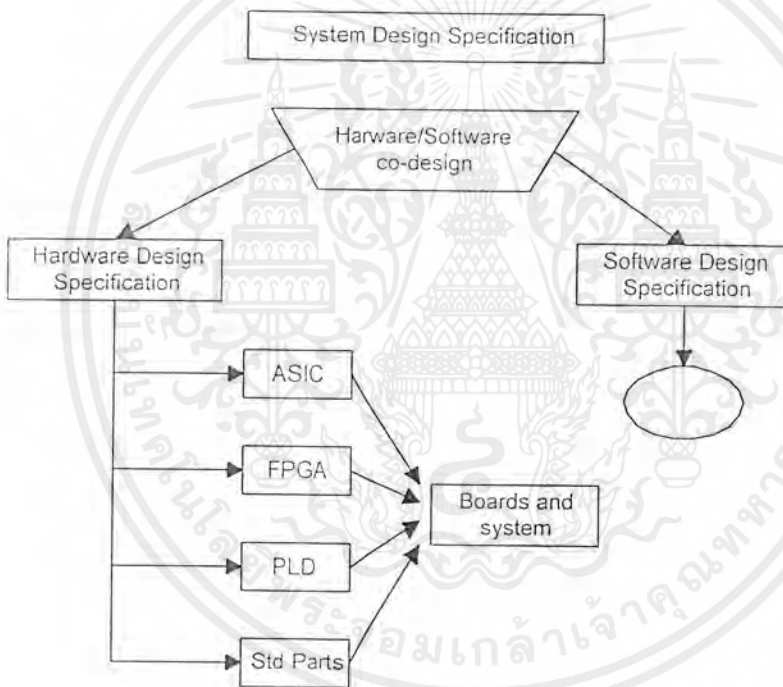 System Design Specification
Harware/Software
co-design
Hardware Design
Specification
Software Design
Specification
ASIC
FPGA
Boards and
system
PLD
Std Parts